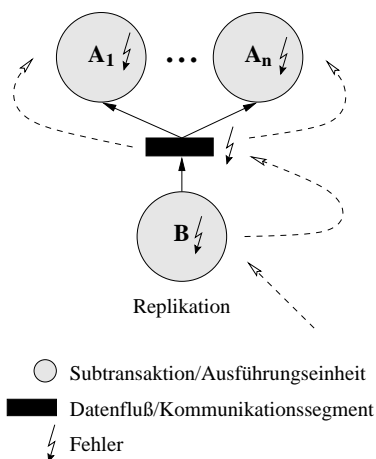 A1 ... An
B
Replikation
Subtransaktion/Ausführungseinheit
Datenfluß/Kommunikationssegment
Fehler